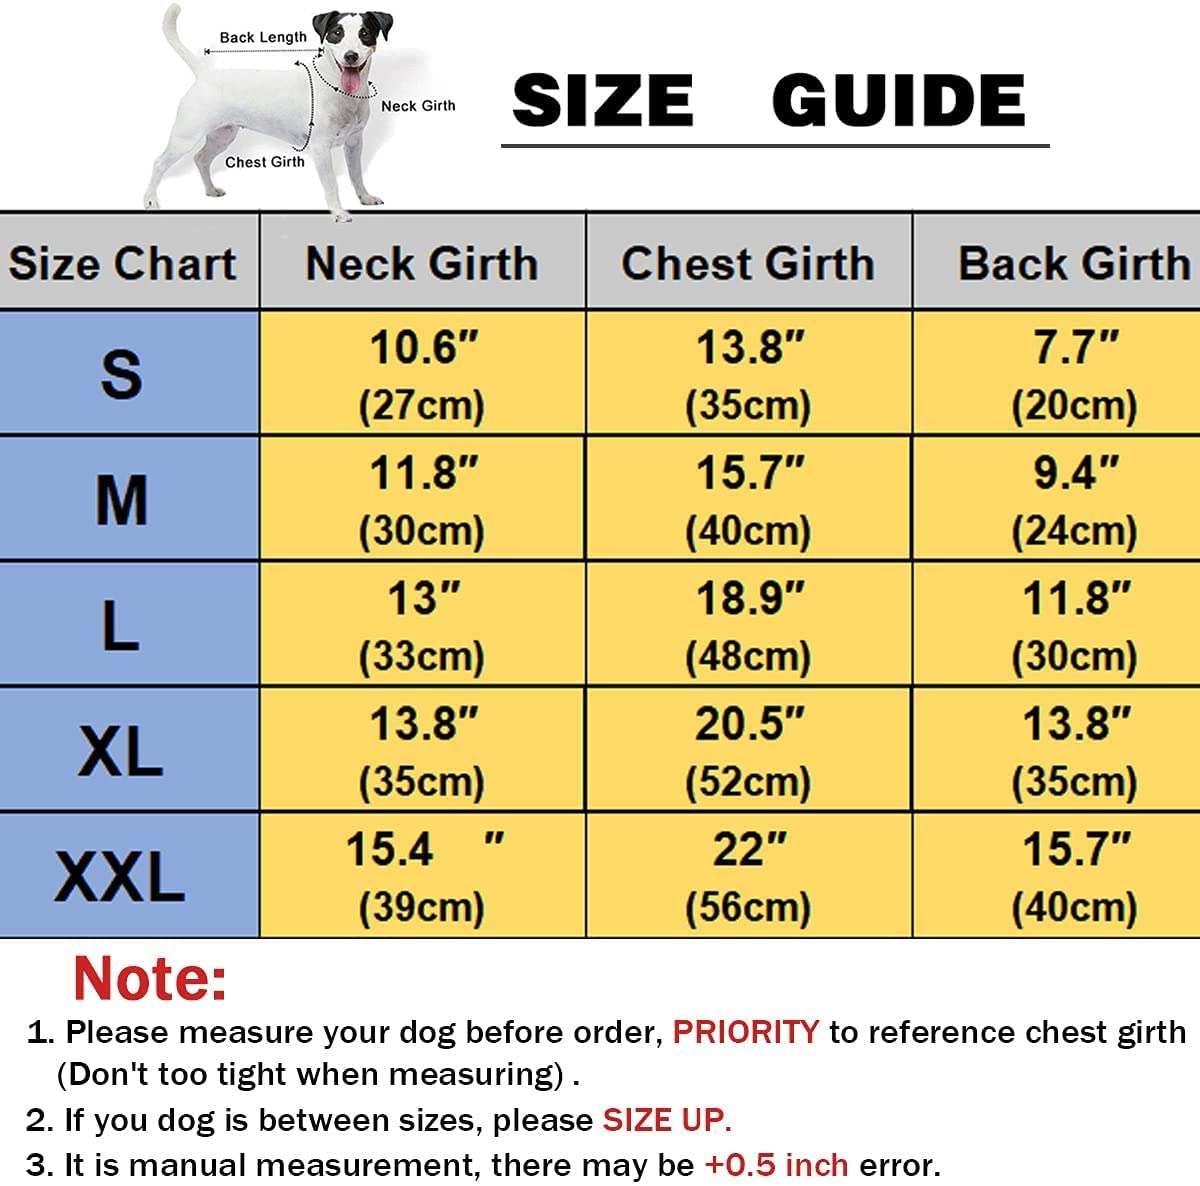 Back Length
Neck Girth
Chest Girth
SIZE GUIDE
Size Chart Neck Girth Chest Girth Back Girth
S 10.6" 13.8" 7.7"
(27cm) (35cm) (20cm)
M 11.8" 15.7" 9.4"
(30cm) (40cm) (24cm)
L 13" 18.9" 11.8"
(33cm) (48cm) (30cm)
XL 13.8" 20.5" 13.8"
(35cm) (52cm) (35cm)
XXL 15.4 " 22" 15.7"
(39cm) (56cm) (40cm)
Note:
1. Please measure your dog before order, PRIORITY to reference chest girth
(Don't too tight when measuring) .
2. If you dog is between sizes, please SIZE UP.
3. It is manual measurement, there may be +0.5 inch error.